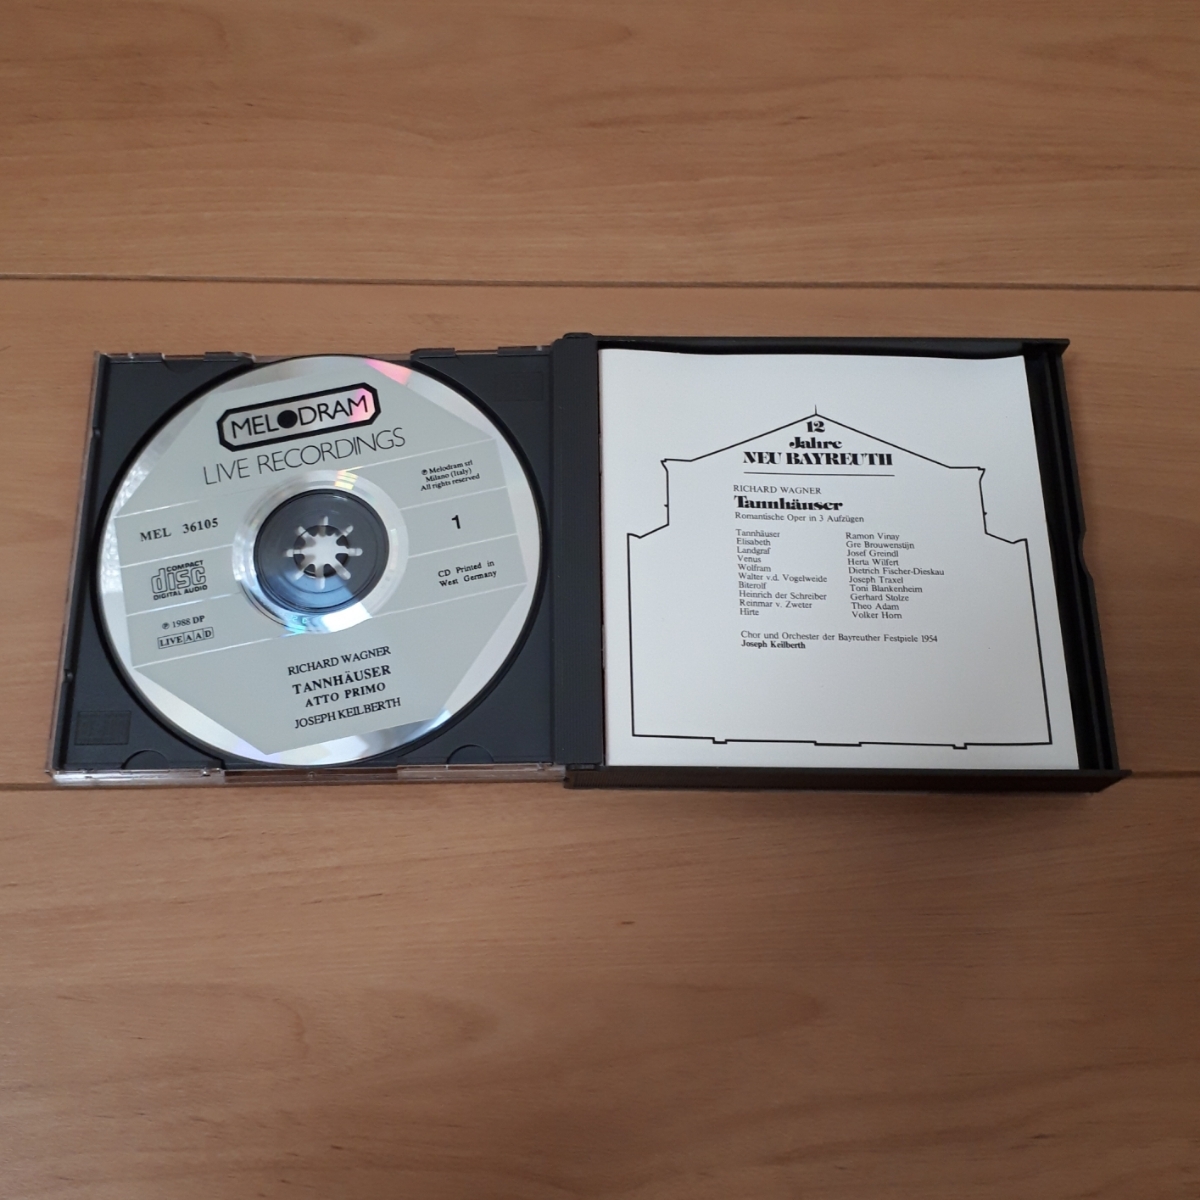 MELODRAM
LIVE RECORDINGS
℗ Melodram srl
Milano (Italy)
All rights reserved
MEL 36105
1
COMPACT
disc
DIGITAL AUDIO
CD Printed in
West Germany
℗ 1988 DP
LIVE A A D
RICHARD WAGNER
TANNHÄUSER
ATTO PRIMO
JOSEPH KEILBERTH
12
Jahre
NEU BAYREUTH
RICHARD WAGNER
Tannhäuser
Romantische Oper in 3 Aufzügen
Tannhäuser Ramon Vinay
Elisabeth Gre Brouwenstijn
Landgraf Josef Greindl
Venus Herta Wilfert
Wolfram Dietrich Fischer-Dieskau
Walter v.d. Vogelweide Joseph Traxel
Biterolf Toni Blankenheim
Heinrich der Schreiber Gerhard Stolze
Reinmar v. Zweter Theo Adam
Hirte Volker Horn
Chor und Orchester der Bayreuther Festpiele 1954
Joseph Keilberth